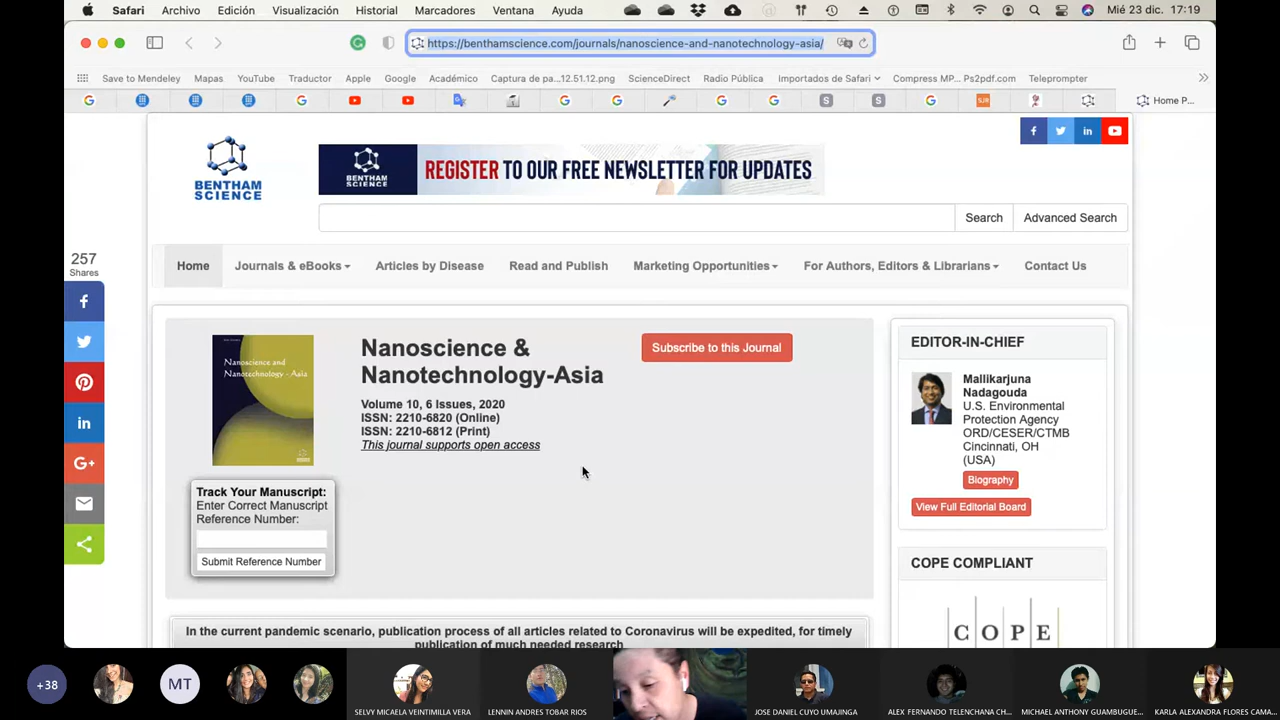 Safari Archivo Edición Visualización Historial Marcadores Ventana Ayuda Mié 23 dic. 17:19
https://benthamscience.com/journals/nanoscience-and-nanotechnology-asia/
Save to Mendeley Mapas YouTube Traductor Apple Google Académico Captura de pa...12.51.12.png ScienceDirect Radio Pública Importados de Safari Compress MP... Ps2pdf.com Teleprompter
Home P...
BENTHAM
SCIENCE
BENTHAM
SCIENCE
REGISTER TO OUR FREE NEWSLETTER FOR UPDATES
Search Advanced Search
257
Shares
Home Journals & eBooks Articles by Disease Read and Publish Marketing Opportunities For Authors, Editors & Librarians Contact Us
Nanoscience and
Nanotechnology - Asia
Nanoscience &
Nanotechnology-Asia
Volume 10, 6 Issues, 2020
ISSN: 2210-6820 (Online)
ISSN: 2210-6812 (Print)
This journal supports open access
Subscribe to this Journal
Track Your Manuscript:
Enter Correct Manuscript
Reference Number:
Submit Reference Number
EDITOR-IN-CHIEF
Mallikarjuna
Nadagouda
U.S. Environmental
Protection Agency
ORD/CESER/CTMB
Cincinnati, OH
(USA)
Biography
View Full Editorial Board
COPE COMPLIANT
C O P E
In the current pandemic scenario, publication process of all articles related to Coronavirus will be expedited, for timely
publication of much needed research.
+38
MT
SELVY MICAELA VEINTIMILLA VERA
LENNIN ANDRES TOBAR RIOS
JOSE DANIEL CUYO UMAJINGA
ALEX FERNANDO TELENCHANA CH...
MICHAEL ANTHONY GUAMBUGUE...
KARLA ALEXANDRA FLORES CAMA...